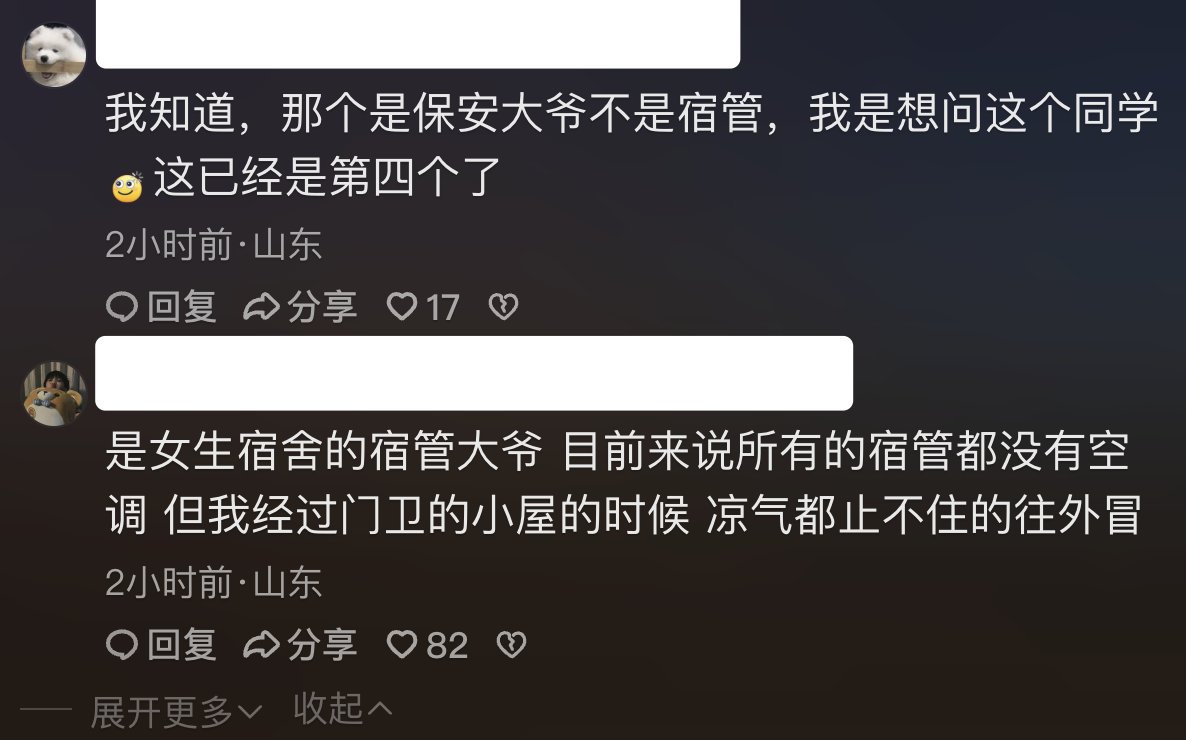 我知道，那个是保安大爷不是宿管，我是想问这个同学
这已经是第四个了
2小时前·山东
回复 分享 17
是女生宿舍的宿管大爷 目前来说所有的宿管都没有空
调 但我经过门卫的小屋的时候 凉气都止不住的往外冒
2小时前·山东
回复 分享 82
展开更多 收起